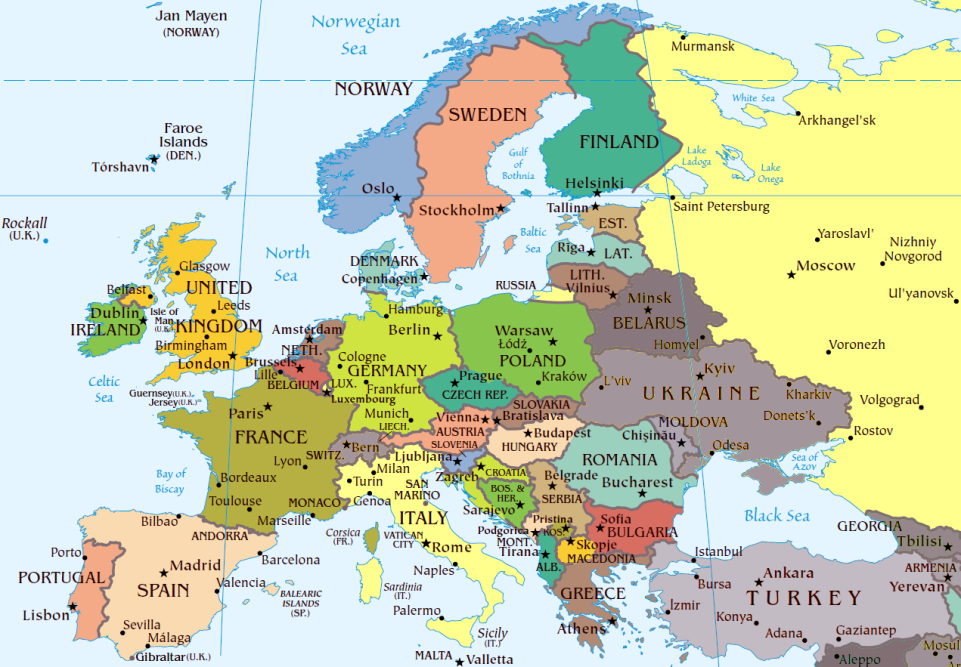 Jan Mayen
(NORWAY)
Norwegian
Sea
Murmansk
NORWAY
White Sea
SWEDEN
Arkhangel'sk
Faroe
Islands
(DEN.)
Tórshavn
FINLAND
Gulf
of
Bothnia
Lake
Ladoga
Lake
Onega
Oslo
Helsinki
Stockholm
Tallinn
Saint Petersburg
Rockall
(U.K.)
EST.
Baltic
Sea
Yaroslavl'
Nizhniy
Novgorod
North
Sea
Riga
LAT.
DENMARK
Copenhagen
Glasgow
Moscow
LITH.
Vilnius
RUSSIA
Ul'yanovsk
Belfast
UNITED
KINGDOM
Leeds
Isle of
Man
(U.K.)
Dublin
IRELAND
Minsk
BELARUS
Hamburg
Amsterdam
Berlin
Warsaw
Łódź
POLAND
Birmingham
London
NETH.
Homyel
Voronezh
Brussels
Lille
BELGIUM
Cologne
GERMANY
Celtic
Sea
Guernsey(U.K.)
Jersey(U.K.)
LUX.
Luxembourg
Frankfurt
Prague
CZECH REP.
Kraków
L'viv
Kyiv
UKRAINE
Kharkiv
Volgograd
Paris
Munich
LIECH.
SLOVAKIA
Bratislava
Vienna
AUSTRIA
Donets'k
Rostov
MOLDOVA
Chișinău
FRANCE
SWITZ.
Bern
SLOVENIA
Ljubljana
Budapest
HUNGARY
Odesa
Sea of
Azov
Lyon
Milan
Turin
Zagreb
CROATIA
ROMANIA
Bay of
Biscay
Bordeaux
Toulouse
MONACO
Marseille
Genoa
SAN
MARINO
BOS. &
HER.
Sarajevo
Belgrade
SERBIA
Bucharest
Bilbao
ANDORRA
Corsica
(FR.)
ITALY
VATICAN
CITY
Rome
Podgorica
MONT.
Pristina
KOS.
Sofia
BULGARIA
Black Sea
GEORGIA
Tbilisi
Porto
Madrid
Barcelona
Tirana
ALB.
Skopje
MACEDONIA
Istanbul
ARMENIA
Yerevan
PORTUGAL
SPAIN
Valencia
BALEARIC
ISLANDS
(SP.)
Sardinia
(IT.)
Naples
GREECE
Bursa
Ankara
TURKEY
Lisbon
Palermo
Izmir
Konya
Adana
Gaziantep
Sevilla
Málaga
Gibraltar(U.K.)
Sicily
(IT.)
Athens
MALTA
Valletta
Aleppo
Mosul